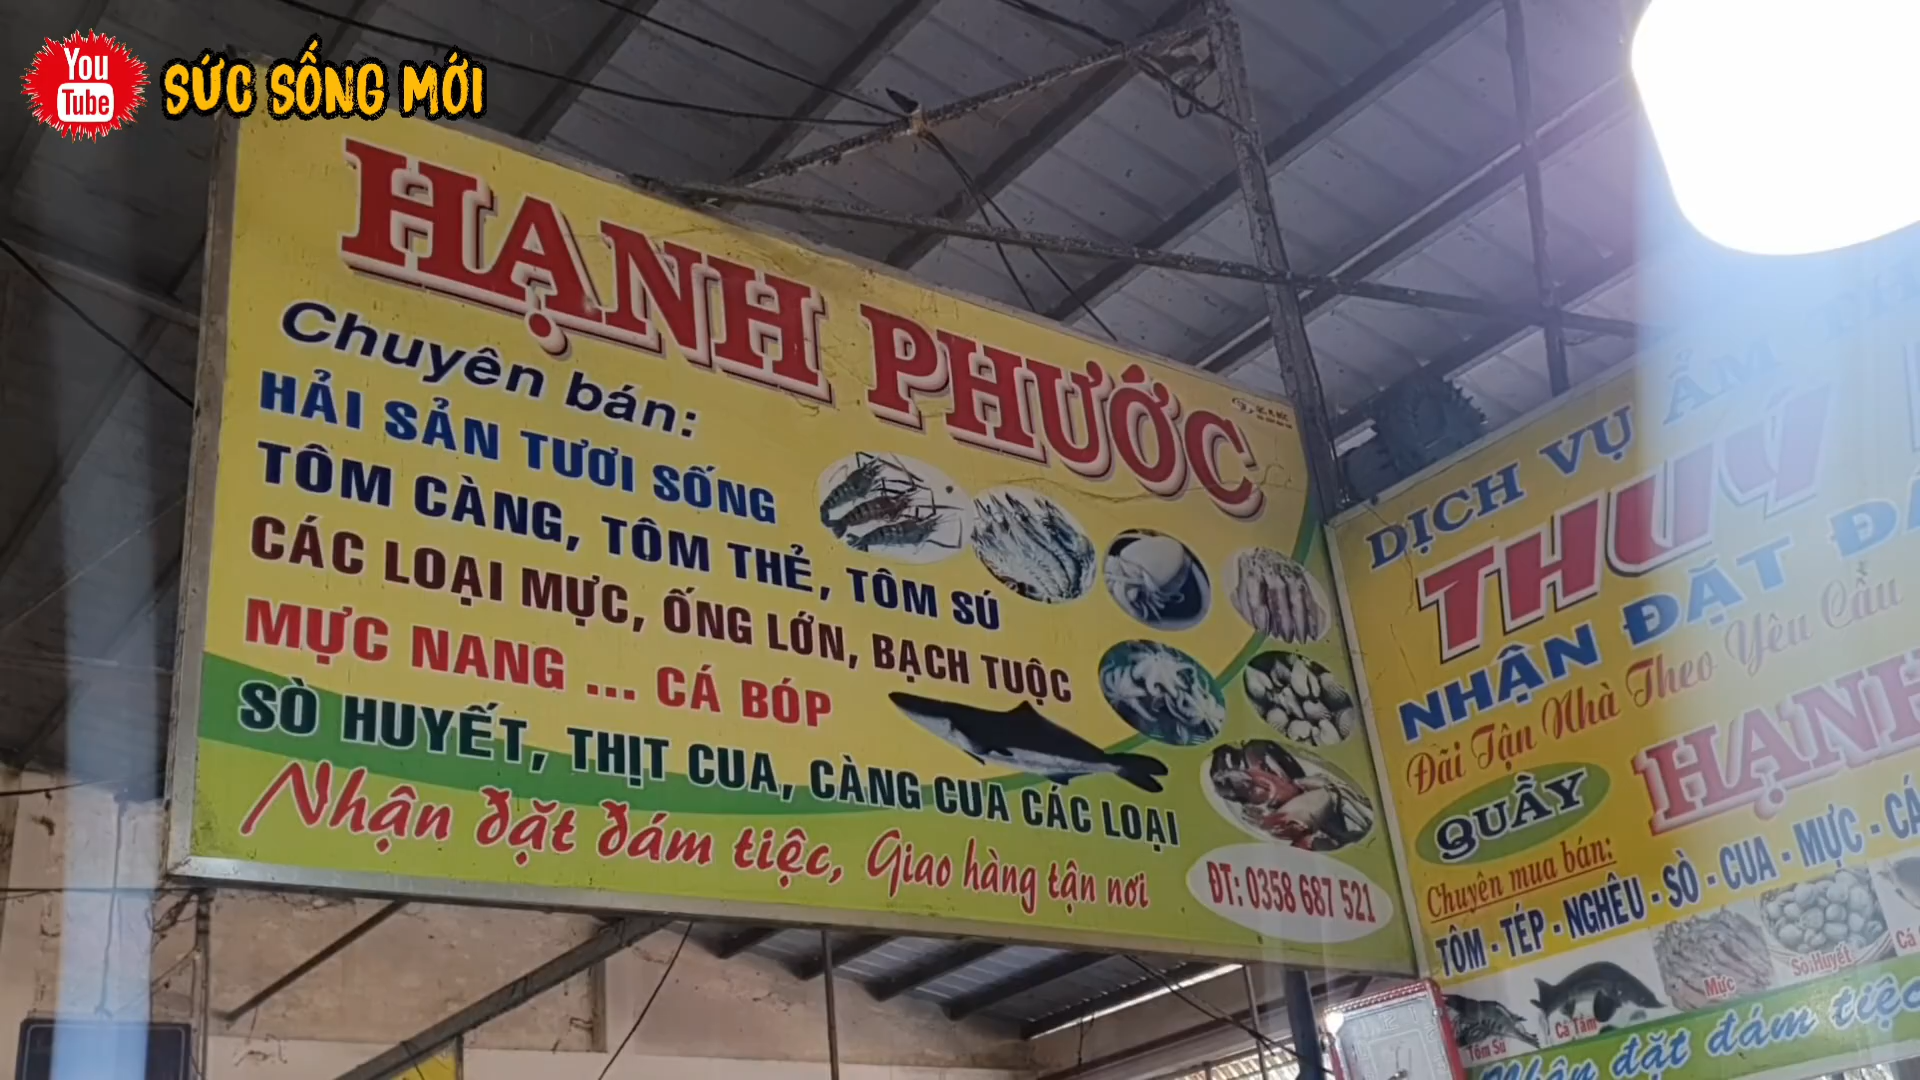 You Tube
SỨC SỐNG MỚI
HẠNH PHƯỚC
Chuyên bán:
HẢI SẢN TƯƠI SỐNG
TÔM CÀNG, TÔM THẺ, TÔM SÚ
CÁC LOẠI MỰC, ỐNG LỚN, BẠCH TUỘC
MỰC NANG ... CÁ BÓP
SÒ HUYẾT, THỊT CUA, CÀNG CUA CÁC LOẠI
Nhận đặt đám tiệc, Giao hàng tận nơi
ĐT: 0358 687 521
DỊCH VỤ ẨM
THUỶ
NHẬN ĐẶT
Đãi Tận Nhà Theo Yêu Cầu
QUẦY HẠNH
Chuyên mua bán:
TÔM - TÉP - NGHÊU - SÒ - CUA - MỰC - CÁ
Tôm Sú
Cá Tầm
Mực
Sò Huyết
Cá
Nhận đặt đám tiệc